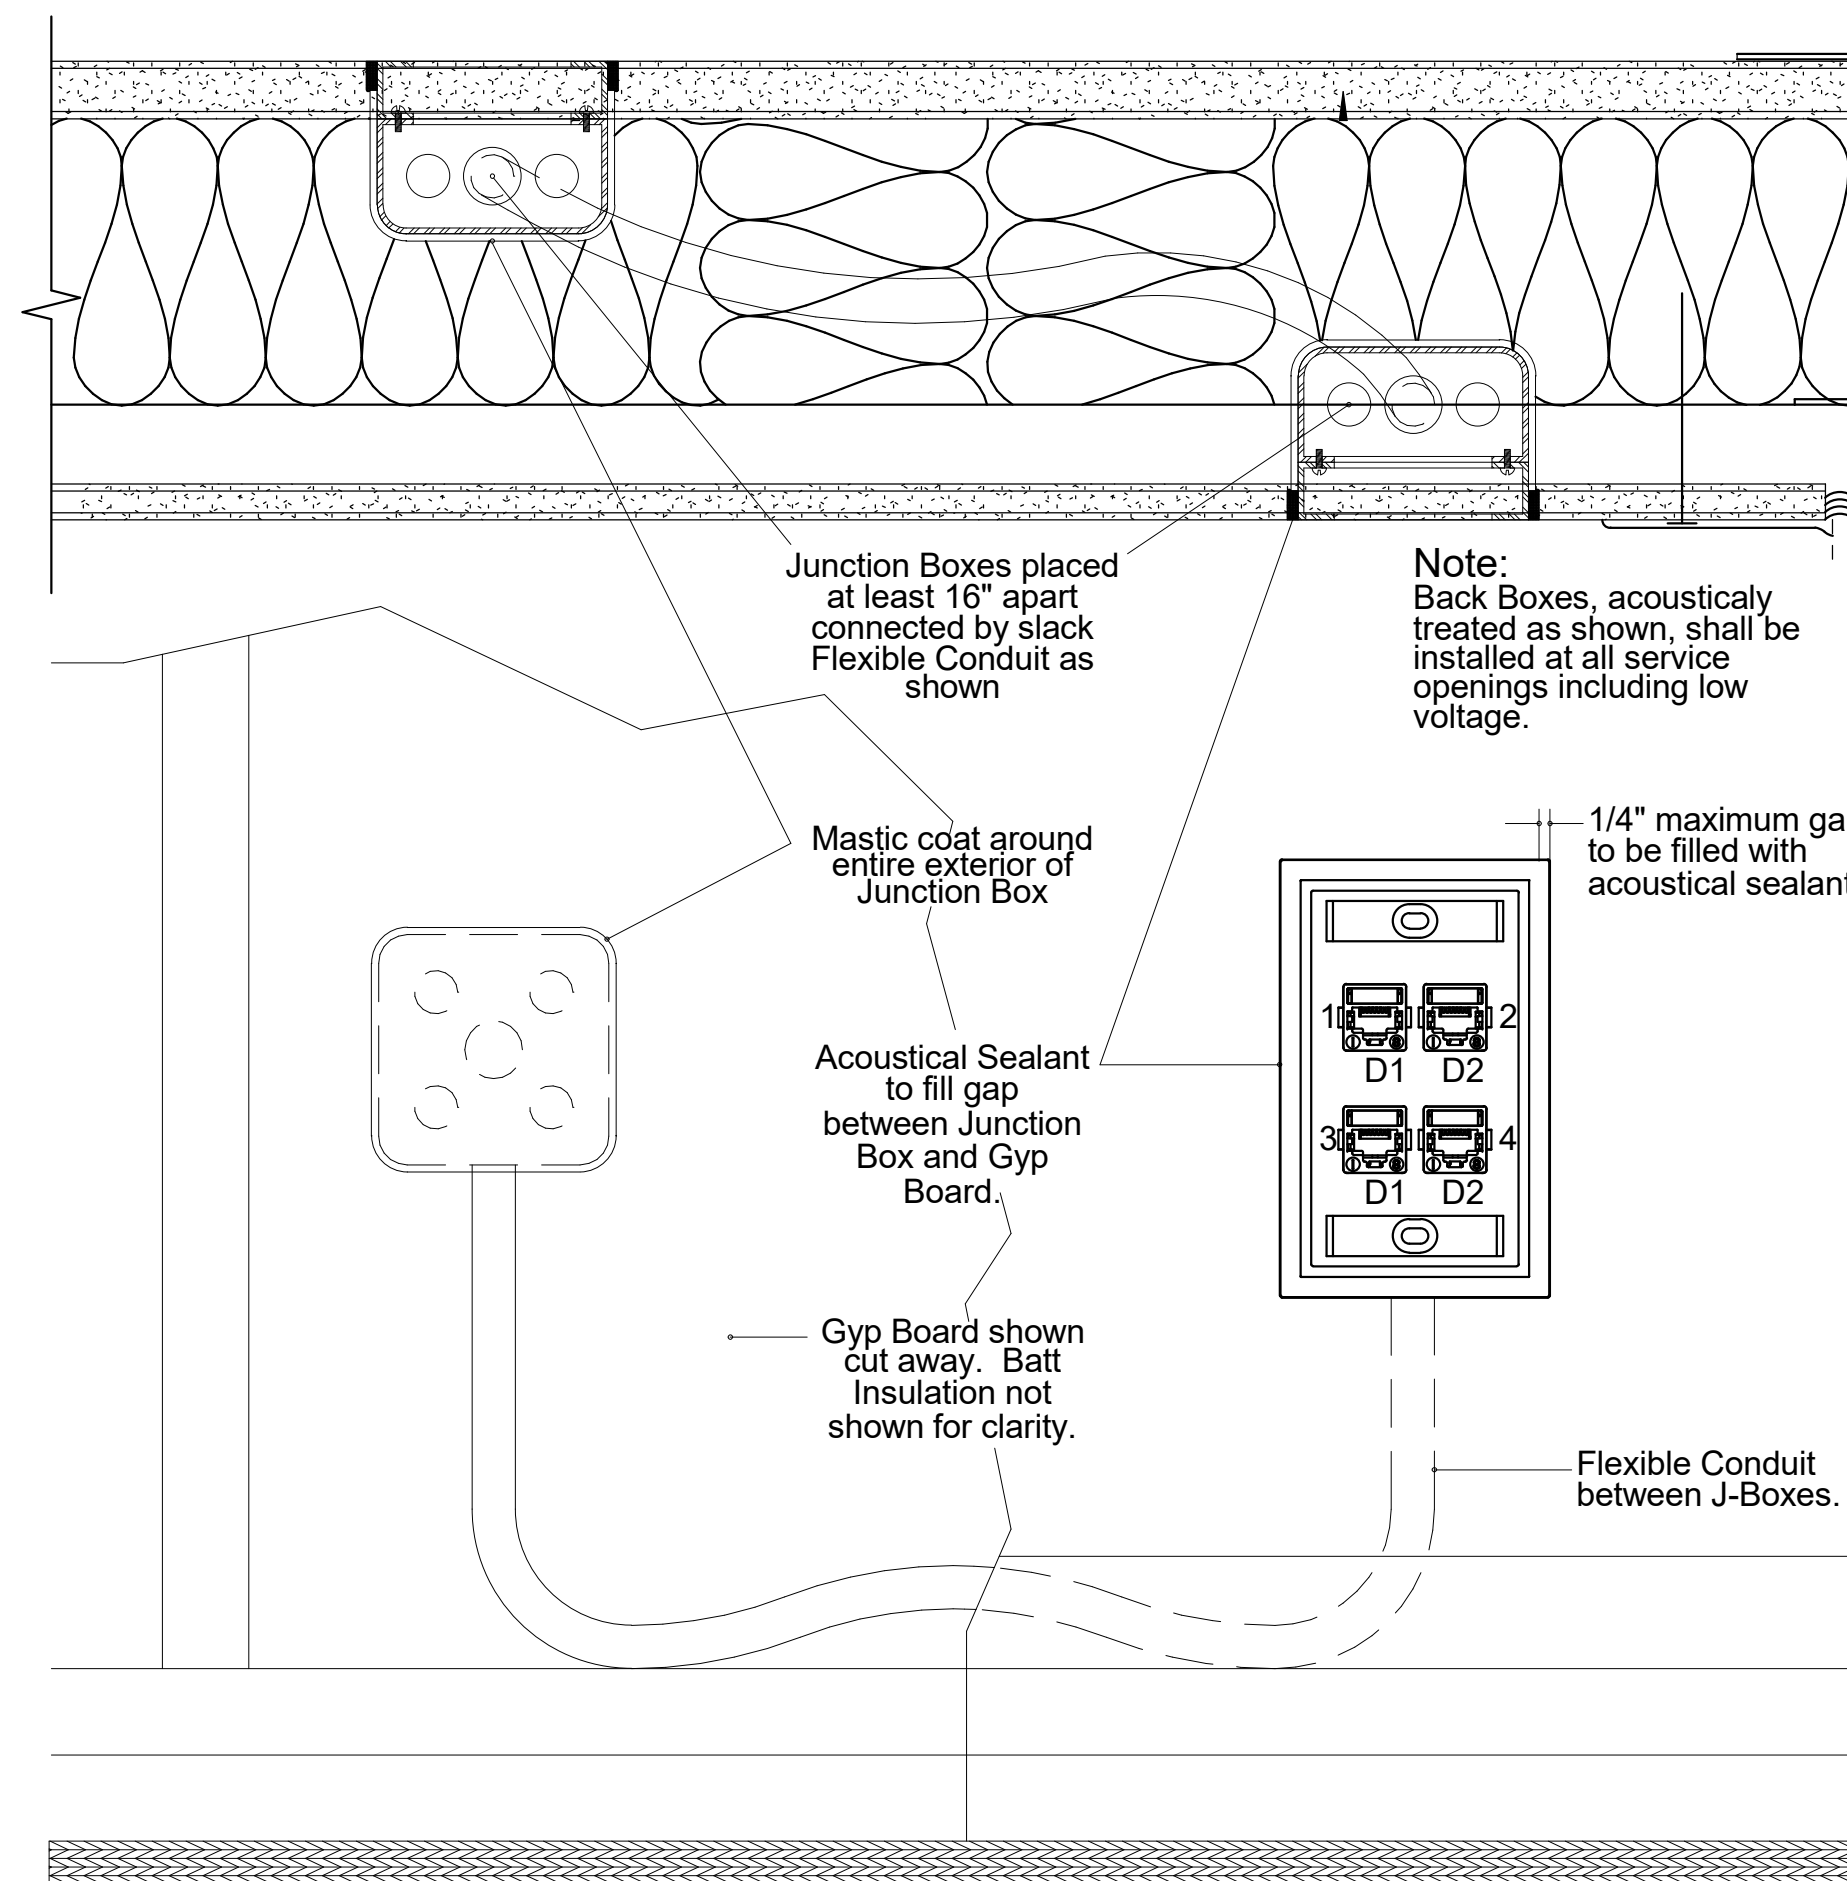 Junction Boxes placed
at least 16" apart
connected by slack
Flexible Conduit as
shown
Note:
Back Boxes, acousticaly
treated as shown, shall be
installed at all service
openings including low
voltage.
Mastic coat around
entire exterior of
Junction Box
1/4" maximum ga
to be filled with
acoustical sealant
Acoustical Sealant
to fill gap
between Junction
Box and Gyp
Board.
1 2
D1 D2
3 4
D1 D2
Gyp Board shown
cut away. Batt
Insulation not
shown for clarity.
Flexible Conduit
between J-Boxes.